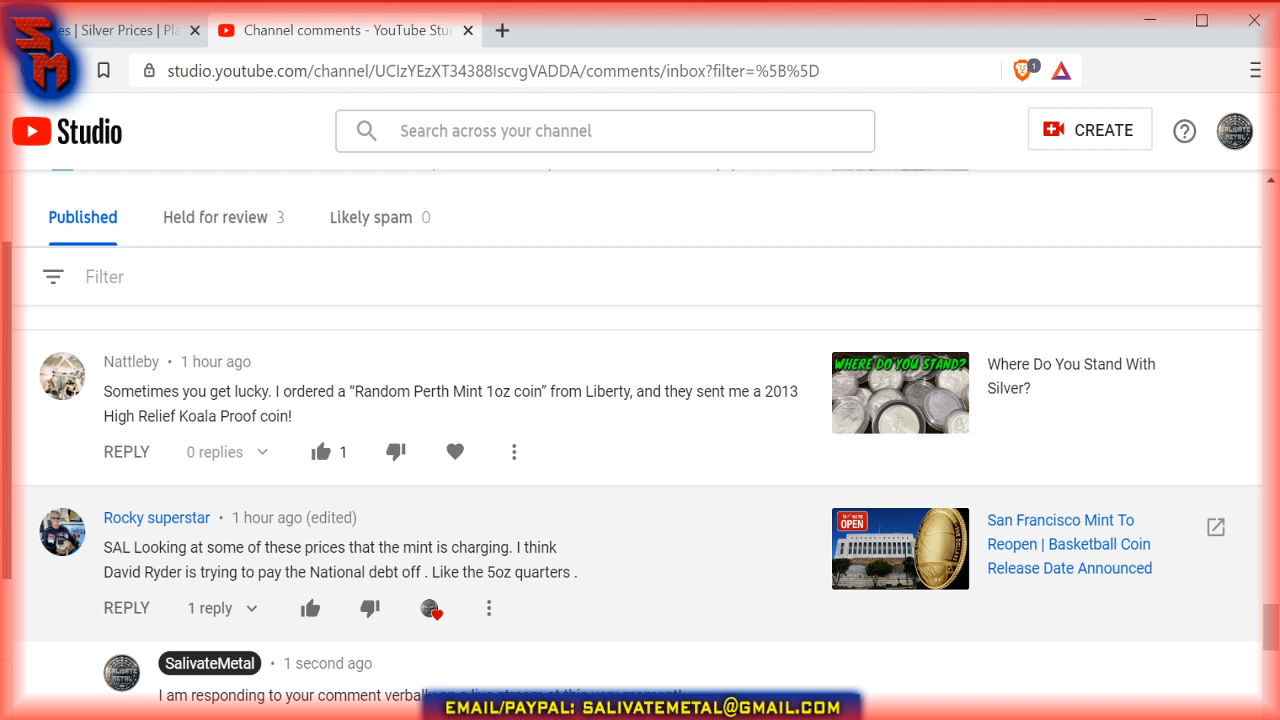 SM
es | Silver Prices | Pla
Channel comments - YouTube Stud
studio.youtube.com/channel/UCIzYEzXT34388IscvgVADDA/comments/inbox?filter=%5B%5D
1
Studio
Search across your channel
CREATE
SALIVATE METAL
Published
Held for review 3
Likely spam 0
Filter
Nattleby • 1 hour ago
Sometimes you get lucky. I ordered a “Random Perth Mint 1oz coin” from Liberty, and they sent me a 2013
High Relief Koala Proof coin!
REPLY 0 replies 1
WHERE DO YOU STAND?
Where Do You Stand With
Silver?
Rocky superstar • 1 hour ago (edited)
SAL Looking at some of these prices that the mint is charging. I think
David Ryder is trying to pay the National debt off . Like the 5oz quarters .
REPLY 1 reply
OPEN
San Francisco Mint To
Reopen | Basketball Coin
Release Date Announced
SalivateMetal • 1 second ago
I am responding to your comment verbally on a live stream at this very moment!
EMAIL/PAYPAL: SALIVATEMETAL@GMAIL.COM